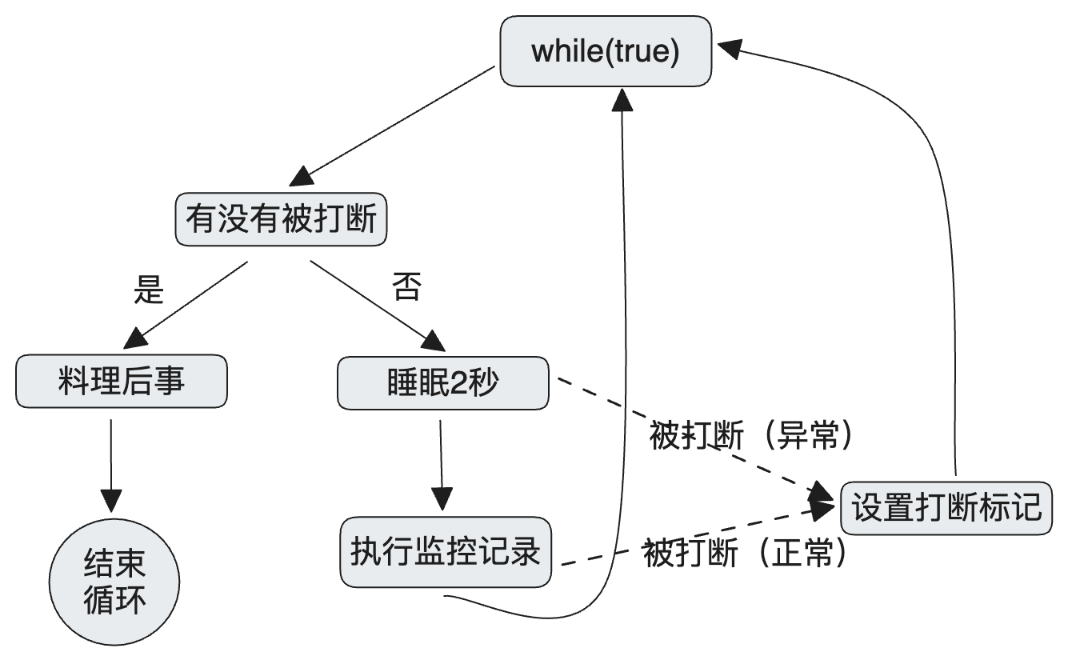 while(true)
有没有被打断
是
否
料理后事
睡眠2秒
被打断（异常）
设置打断标记
执行监控记录
被打断（正常）
结束
循环